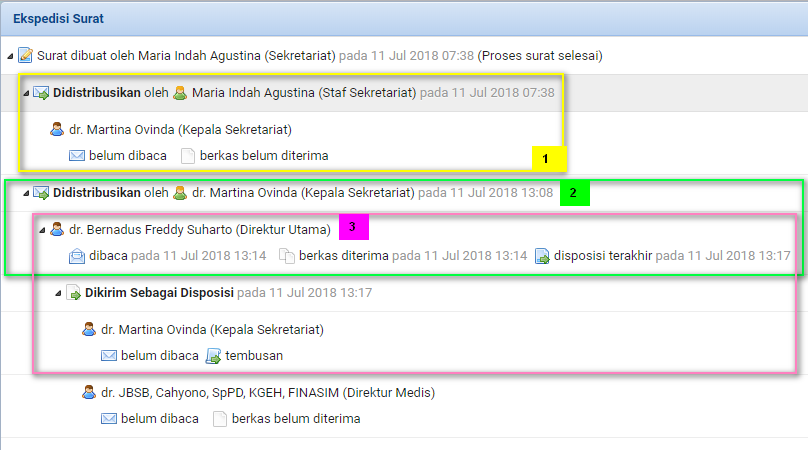 Ekspedisi Surat
Surat dibuat oleh Maria Indah Agustina (Sekretariat) pada 11 Jul 2018 07:38 (Proses surat selesai)
Didistribusikan oleh Maria Indah Agustina (Staf Sekretariat) pada 11 Jul 2018 07:38
dr. Martina Ovinda (Kepala Sekretariat)
belum dibaca berkas belum diterima
1
Didistribusikan oleh dr. Martina Ovinda (Kepala Sekretariat) pada 11 Jul 2018 13:08 2
dr. Bernadus Freddy Suharto (Direktur Utama) 3
dibaca pada 11 Jul 2018 13:14 berkas diterima pada 11 Jul 2018 13:14 disposisi terakhir pada 11 Jul 2018 13:17
Dikirim Sebagai Disposisi pada 11 Jul 2018 13:17
dr. Martina Ovinda (Kepala Sekretariat)
belum dibaca tembusan
dr. JBSB, Cahyono, SpPD, KGEH, FINASIM (Direktur Medis)
belum dibaca berkas belum diterima